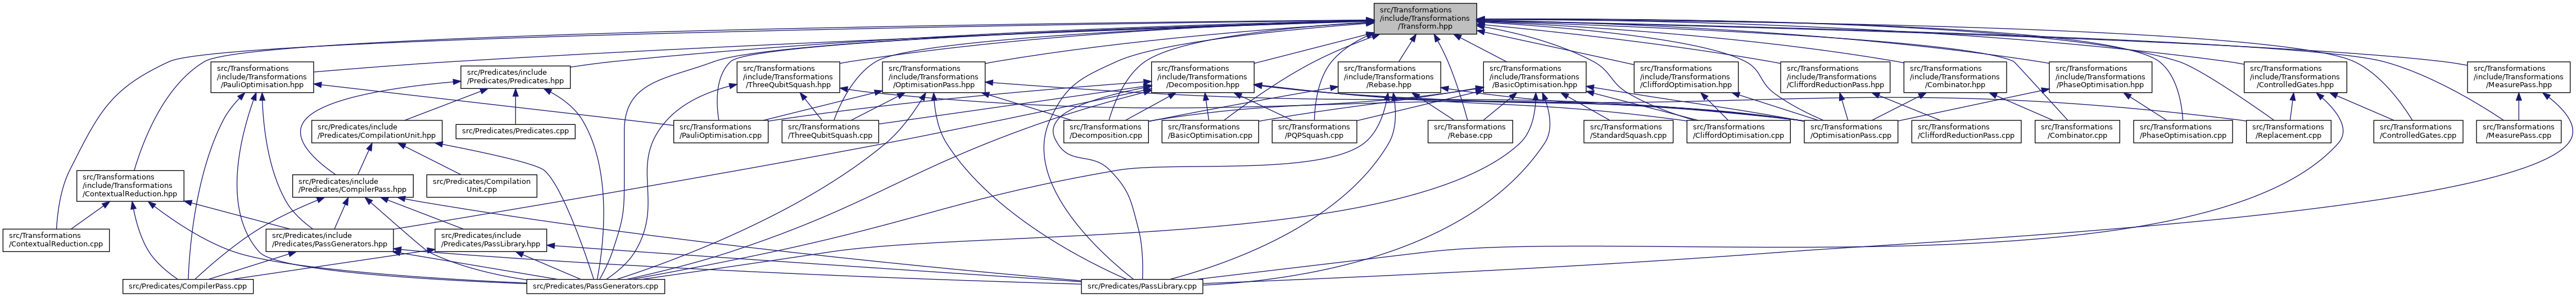 src/Transformations
/include/Transformations
/Transform.hpp
src/Transformations
/include/Transformations
/PauliOptimisation.hpp
src/Predicates/include
/Predicates/Predicates.hpp
src/Transformations
/include/Transformations
/ThreeQubitSquash.hpp
src/Transformations
/include/Transformations
/OptimisationPass.hpp
src/Transformations
/include/Transformations
/Decomposition.hpp
src/Transformations
/include/Transformations
/Rebase.hpp
src/Transformations
/include/Transformations
/BasicOptimisation.hpp
src/Transformations
/include/Transformations
/CliffordOptimisation.hpp
src/Transformations
/include/Transformations
/CliffordReductionPass.hpp
src/Transformations
/include/Transformations
/Combinator.hpp
src/Transformations
/include/Transformations
/PhaseOptimisation.hpp
src/Transformations
/include/Transformations
/ControlledGates.hpp
src/Transformations
/include/Transformations
/MeasurePass.hpp
src/Predicates/include
/Predicates/CompilationUnit.hpp
src/Predicates/Predicates.cpp
src/Transformations
/PauliOptimisation.cpp
src/Transformations
/ThreeQubitSquash.cpp
src/Transformations
/Decomposition.cpp
src/Transformations
/BasicOptimisation.cpp
src/Transformations
/PQPSquash.cpp
src/Transformations
/Rebase.cpp
src/Transformations
/StandardSquash.cpp
src/Transformations
/CliffordOptimisation.cpp
src/Transformations
/OptimisationPass.cpp
src/Transformations
/CliffordReductionPass.cpp
src/Transformations
/Combinator.cpp
src/Transformations
/PhaseOptimisation.cpp
src/Transformations
/Replacement.cpp
src/Transformations
/ControlledGates.cpp
src/Transformations
/MeasurePass.cpp
src/Transformations
/include/Transformations
/ContextualReduction.hpp
src/Predicates/include
/Predicates/CompilerPass.hpp
src/Predicates/Compilation
Unit.cpp
src/Transformations
/ContextualReduction.cpp
src/Predicates/include
/Predicates/PassGenerators.hpp
src/Predicates/include
/Predicates/PassLibrary.hpp
src/Predicates/CompilerPass.cpp
src/Predicates/PassGenerators.cpp
src/Predicates/PassLibrary.cpp